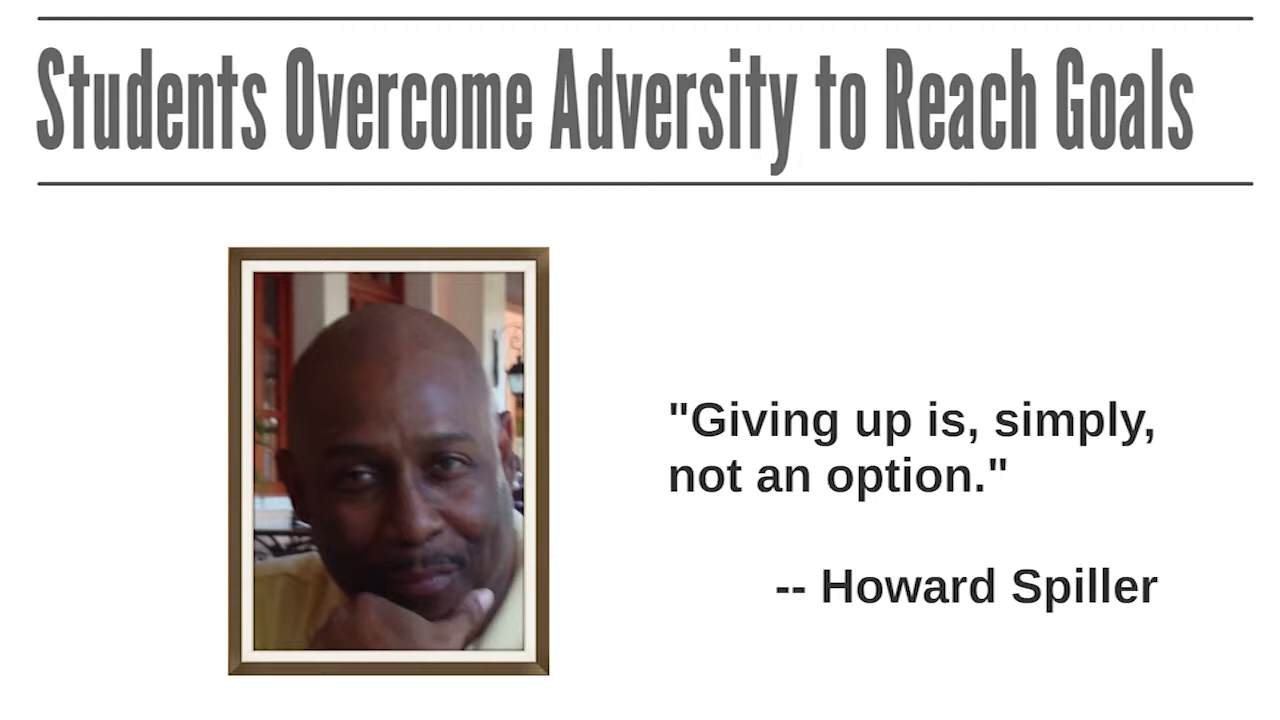 Students Overcome Adversity to Reach Goals
"Giving up is, simply,
not an option."
-- Howard Spiller